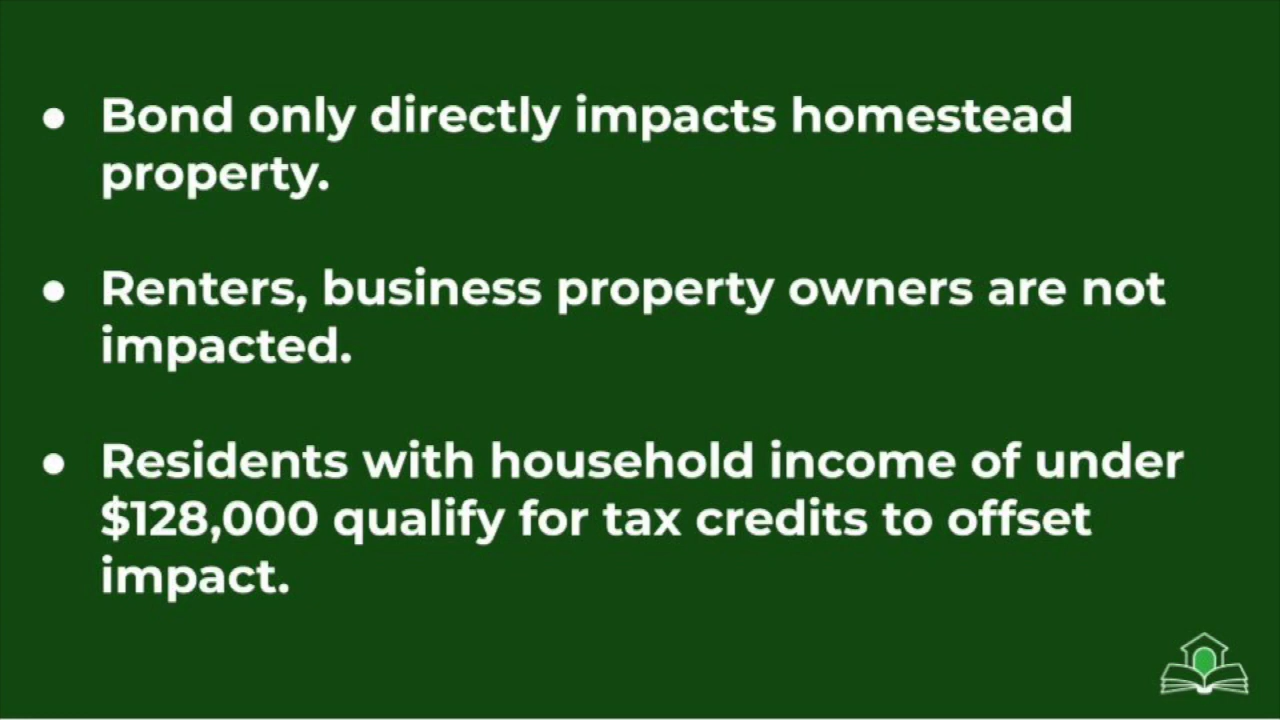 ● Bond only directly impacts homestead
property.
● Renters, business property owners are not
impacted.
● Residents with household income of under
$128,000 qualify for tax credits to offset
impact.